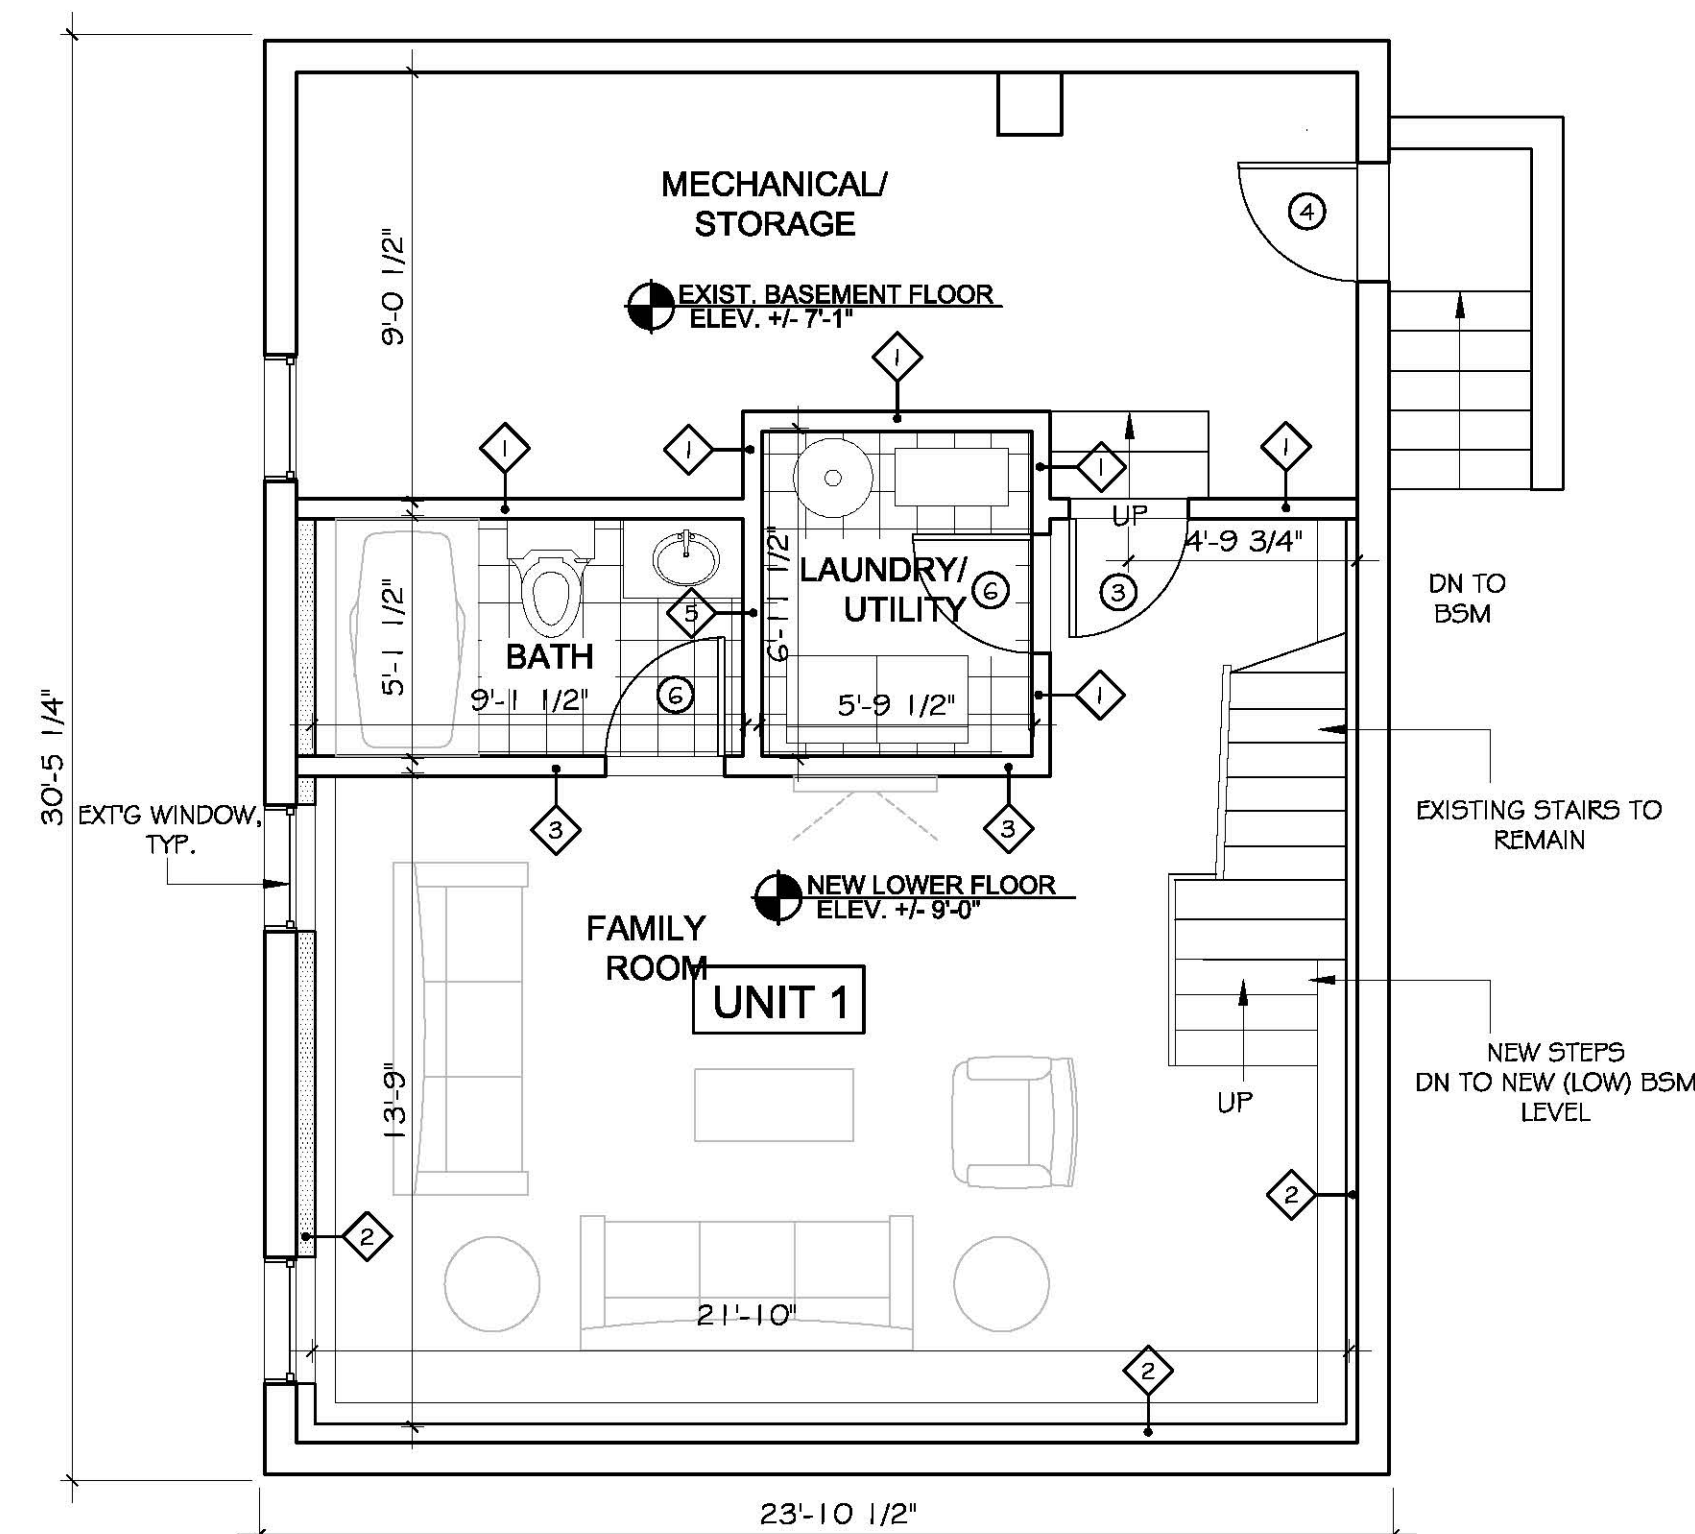 MECHANICAL/
STORAGE
4
9'-0 1/2"
EXIST. BASEMENT FLOOR
ELEV. +/- 7'-1"
1
1
1
1
1
UP
4'-9 3/4"
LAUNDRY/
UTILITY
6
3
6'-11 1/2"
5
5'-1 1/2"
BATH
9'-1 1/2"
6
5'-9 1/2"
1
DN TO
BSM
30'-5 1/4"
EXT'G WINDOW,
TYP.
3
3
EXISTING STAIRS TO
REMAIN
NEW LOWER FLOOR
ELEV. +/- 9'-0"
FAMILY
ROOM
UNIT 1
13'-9"
UP
NEW STEPS
DN TO NEW (LOW) BSM
LEVEL
2
2
21'-10"
2
23'-10 1/2"